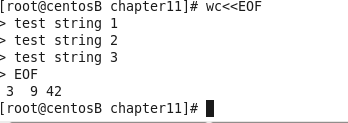 [root@centosB chapter11]# wc<<EOF
> test string 1
> test string 2
> test string 3
> EOF
 3  9 42
[root@centosB chapter11]#